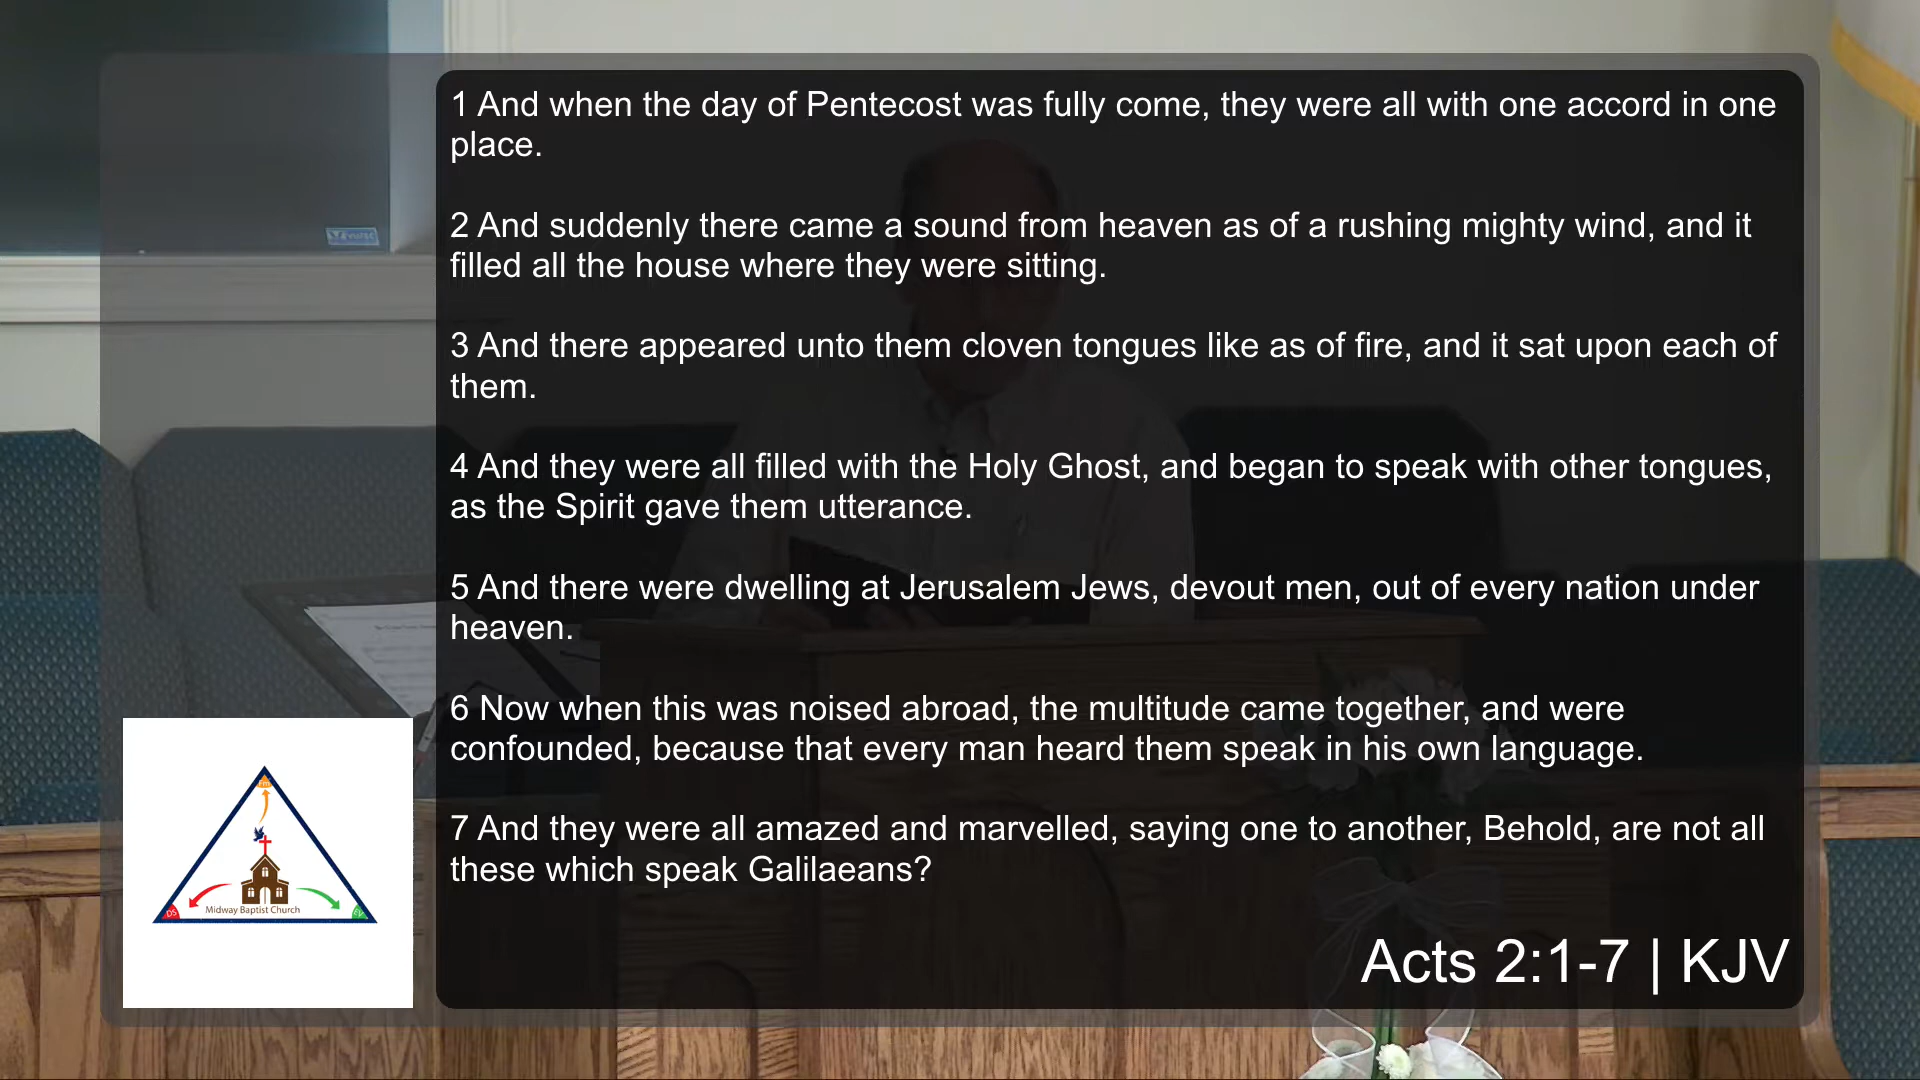 1 And when the day of Pentecost was fully come, they were all with one accord in one
place.
2 And suddenly there came a sound from heaven as of a rushing mighty wind, and it
filled all the house where they were sitting.
3 And there appeared unto them cloven tongues like as of fire, and it sat upon each of
them.
4 And they were all filled with the Holy Ghost, and began to speak with other tongues,
as the Spirit gave them utterance.
5 And there were dwelling at Jerusalem Jews, devout men, out of every nation under
heaven.
6 Now when this was noised abroad, the multitude came together, and were
confounded, because that every man heard them speak in his own language.
7 And they were all amazed and marvelled, saying one to another, Behold, are not all
these which speak Galilaeans?
Acts 2:1-7 | KJV
DS
EV
Midway Baptist Church